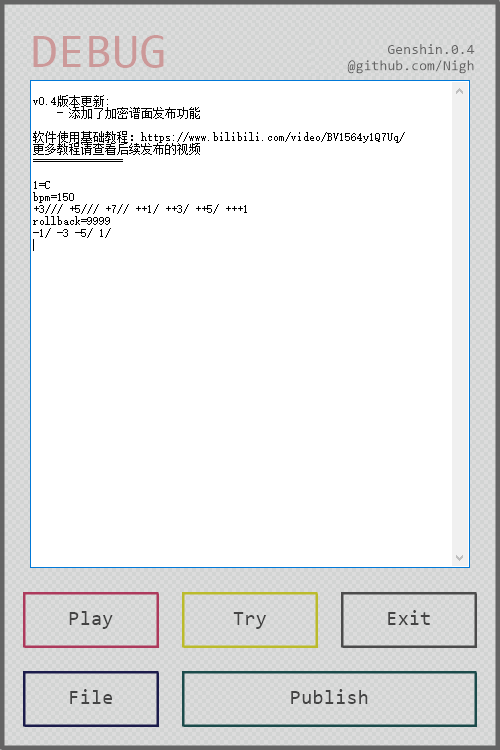 DEBUG
Genshin.0.4
@github.com/Nigh
v0.4版本更新:
- 添加了加密谱面发布功能
软件使用基础教程: https://www.bilibili.com/video/BV1564y1Q7Uq/
更多教程请查看后续发布的视频
===============
1=C
bpm=150
+3/// +5/// +7// ++1/ ++3/ ++5/ +++1
rollback=9999
-1/ -3 -5/ 1/
Play
Try
Exit
File
Publish